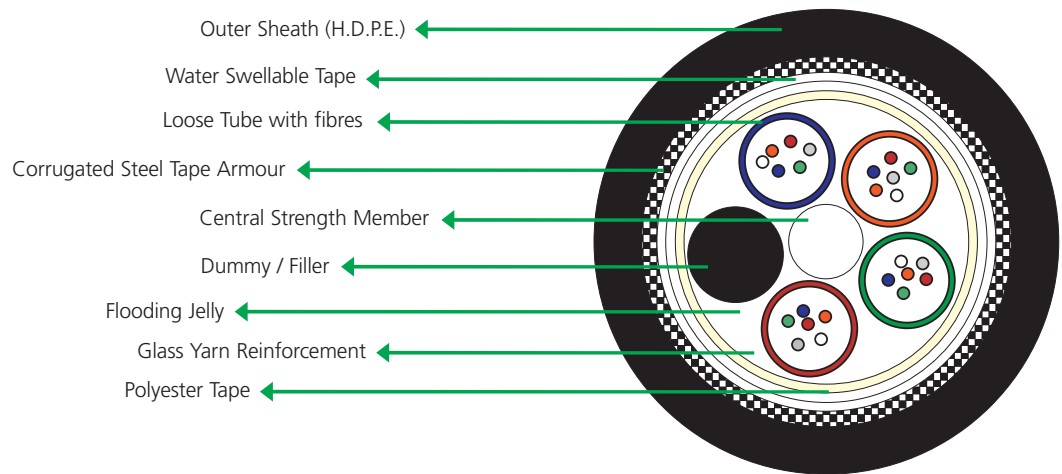 Outer Sheath (H.D.P.E.)
Water Swellable Tape
Loose Tube with fibres
Corrugated Steel Tape Armour
Central Strength Member
Dummy / Filler
Flooding Jelly
Glass Yarn Reinforcement
Polyester Tape